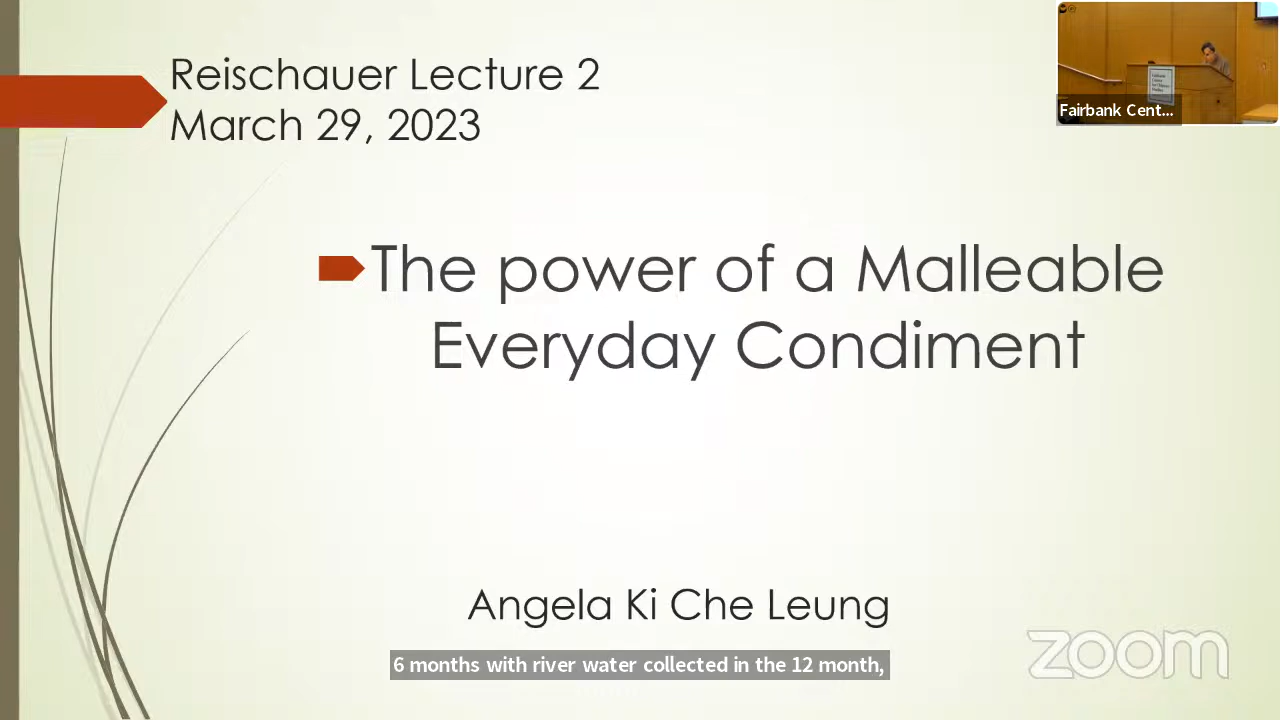 Reischauer Lecture 2
March 29, 2023
Fairbank Cent...
The power of a Malleable
Everyday Condiment
Angela Ki Che Leung
6 months with river water collected in the 12 month,
zoom